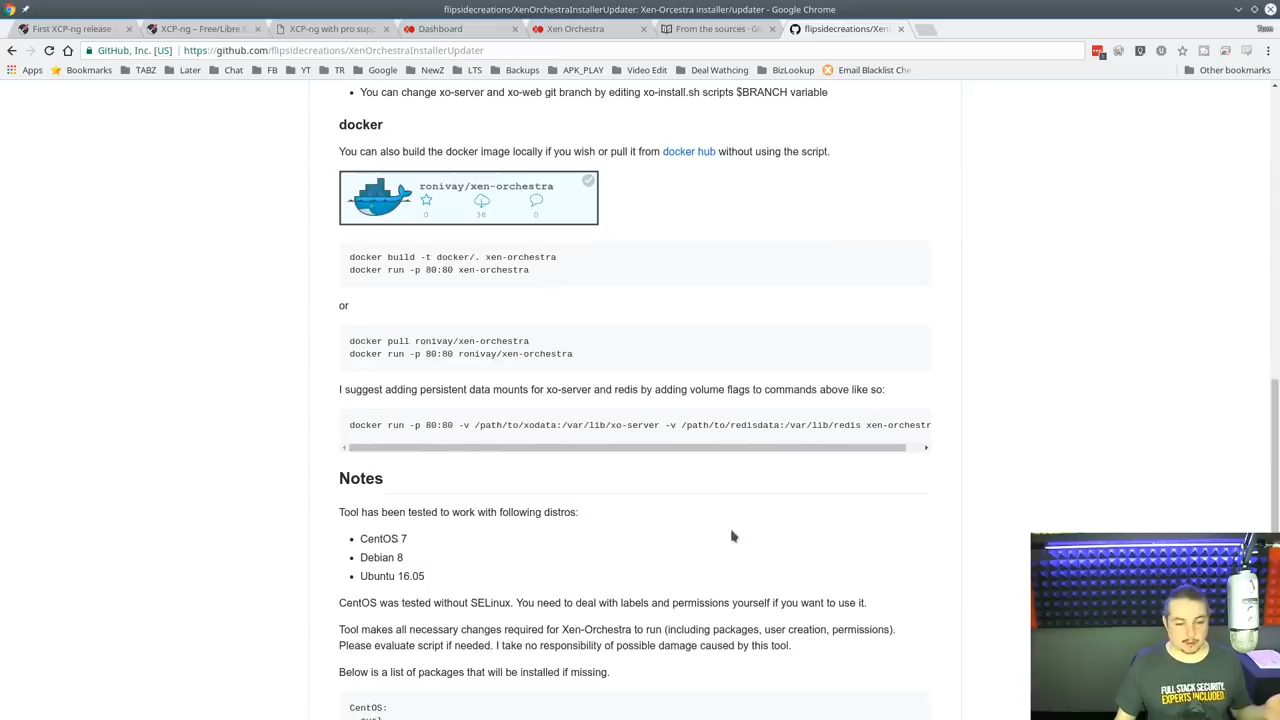 flipsidecreations/XenOrchestraInstallerUpdater: Xen-Orcestra installer/updater - Google Chrome
First XCP-ng release -
XCP-ng – Free/Libre X
XCP-ng with pro supp
Dashboard
Xen Orchestra
From the sources · Gi
flipsidecreations/Xen
Tom
GitHub, Inc. [US]
https://github.com/flipsidecreations/XenOrchestraInstallerUpdater
Apps
Bookmarks
TABZ
Later
Chat
FB
YT
TR
Google
NewZ
LTS
Backups
APK_PLAY
Video Edit
Deal Wathcing
BizLookup
Email Blacklist Che
Other bookmarks
• You can change xo-server and xo-web git branch by editing xo-install.sh scripts $BRANCH variable
docker
You can also build the docker image locally if you wish or pull it from docker hub without using the script.
ronivay/xen-orchestra
0 38 0
docker build -t docker/. xen-orchestra
docker run -p 80:80 xen-orchestra
or
docker pull ronivay/xen-orchestra
docker run -p 80:80 ronivay/xen-orchestra
I suggest adding persistent data mounts for xo-server and redis by adding volume flags to commands above like so:
docker run -p 80:80 -v /path/to/xodata:/var/lib/xo-server -v /path/to/redisdata:/var/lib/redis xen-orchestr
Notes
Tool has been tested to work with following distros:
• CentOS 7
• Debian 8
• Ubuntu 16.05
CentOS was tested without SELinux. You need to deal with labels and permissions yourself if you want to use it.
Tool makes all necessary changes required for Xen-Orchestra to run (including packages, user creation, permissions).
Please evaluate script if needed. I take no responsibility of possible damage caused by this tool.
Below is a list of packages that will be installed if missing.
CentOS:
curl
FULL STACK SECURITY.
EXPERTS INCLUDED.